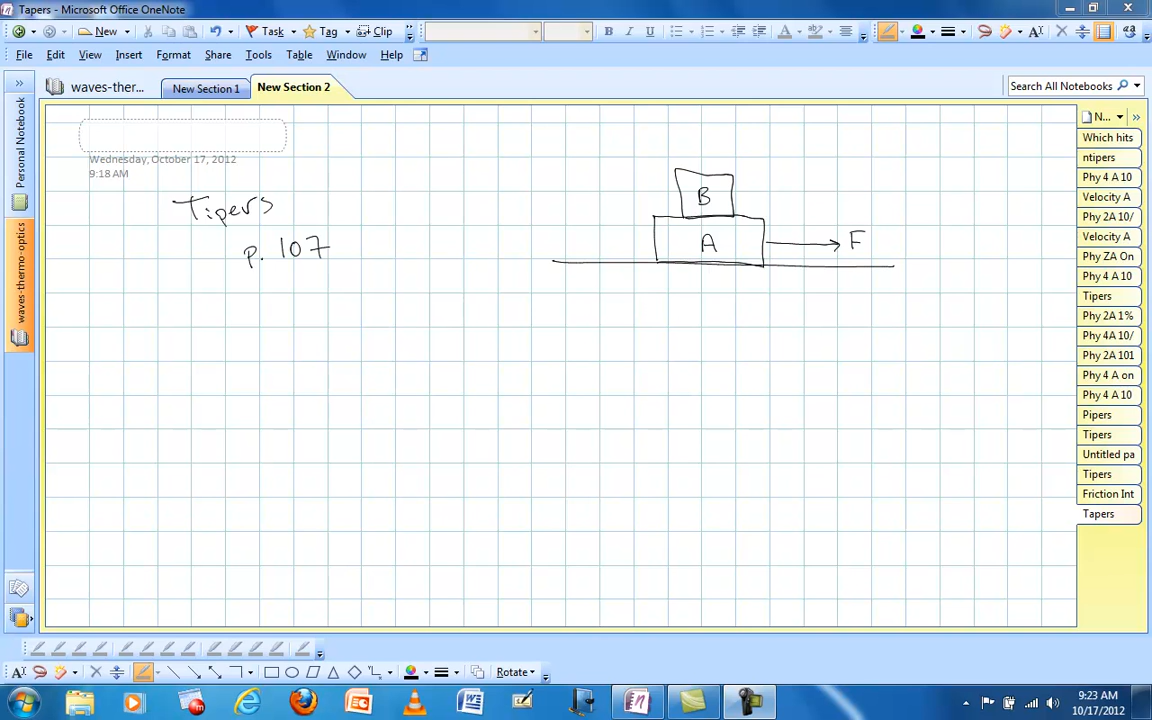 Tapers - Microsoft Office OneNote
New
Task
Tag
Clip
File
Edit
View
Insert
Format
Share
Tools
Table
Window
Help
waves-ther...
New Section 1
New Section 2
Search All Notebooks
Personal Notebook
waves-thermo-optics
Wednesday, October 17, 2012
9:18 AM
Tipers
p. 107
B
A
F
N...
Which hits
ntipers
Phy 4 A 10
Velocity A
Phy 2A 10/
Velocity A
Phy ZA On
Phy 4 A 10
Tipers
Phy 2A 1%
Phy 4A 10/
Phy 2A 101
Phy 4 A on
Phy 4 A 10
Pipers
Tipers
Untitled pa
Tipers
Friction Int
Tapers
Rotate
9:23 AM
10/17/2012